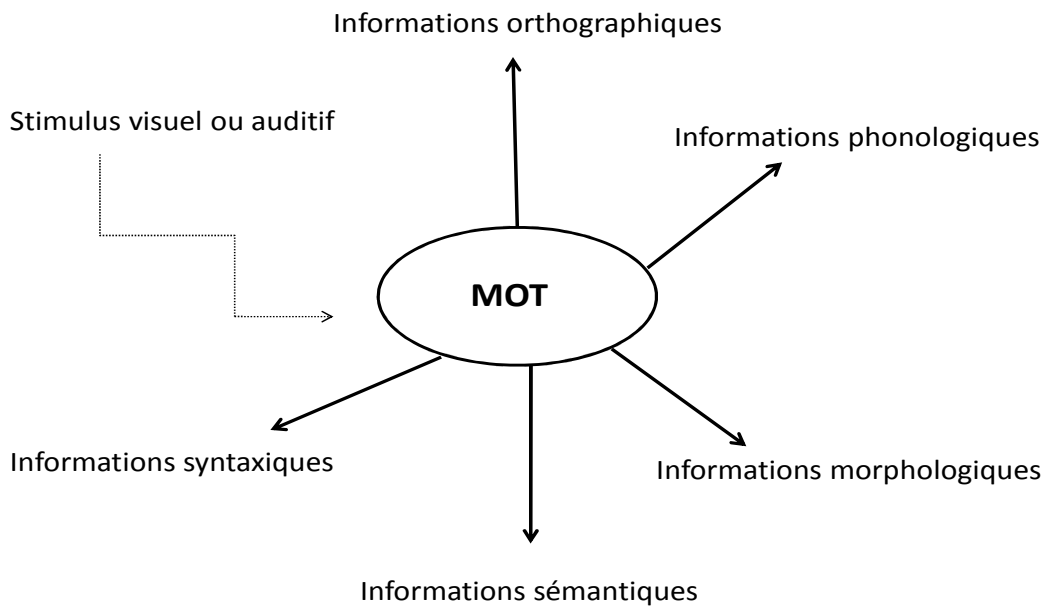 Informations orthographiques
Stimulus visuel ou auditif
Informations phonologiques
MOT
Informations syntaxiques
Informations morphologiques
Informations sémantiques